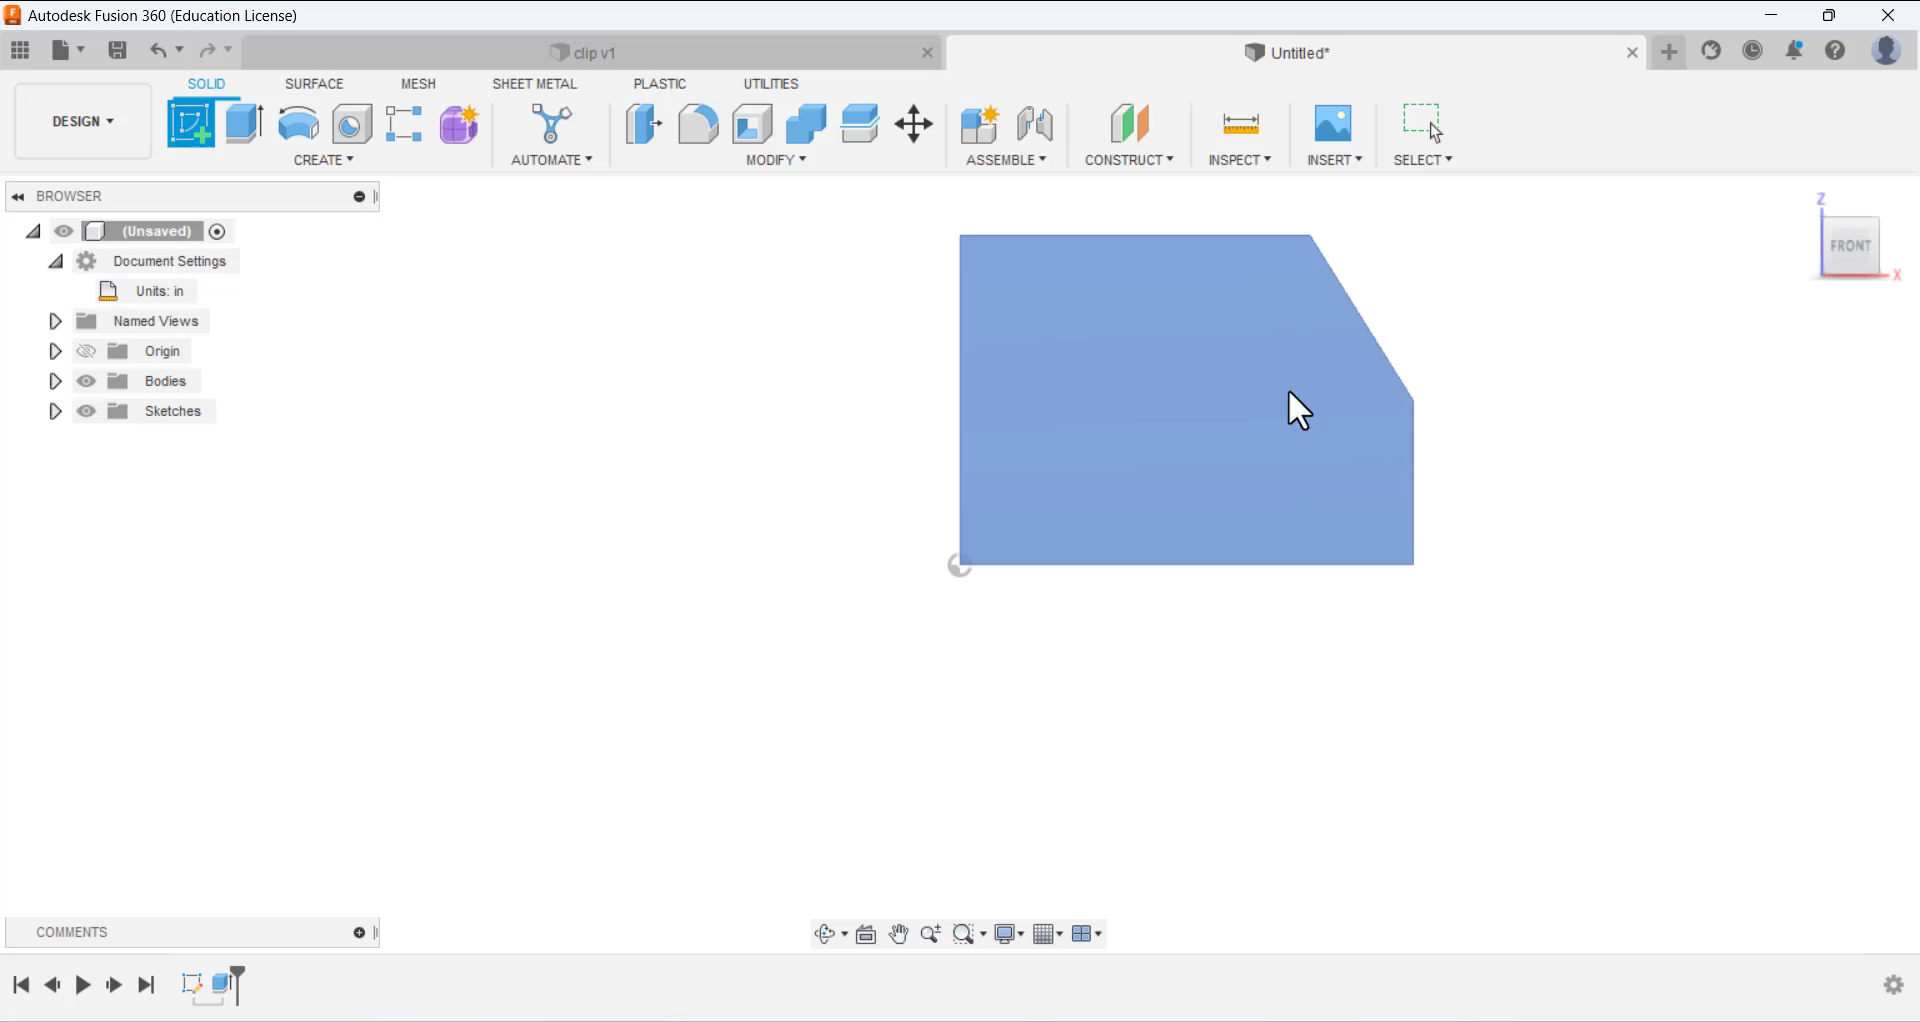 Autodesk Fusion 360 (Education License)
clip v1
Untitled*
SOLID SURFACE MESH SHEET METAL PLASTIC UTILITIES
DESIGN
CREATE AUTOMATE MODIFY ASSEMBLE CONSTRUCT INSPECT INSERT SELECT
BROWSER
(Unsaved)
Document Settings
Units: in
Named Views
Origin
Bodies
Sketches
Z
FRONT
X
COMMENTS